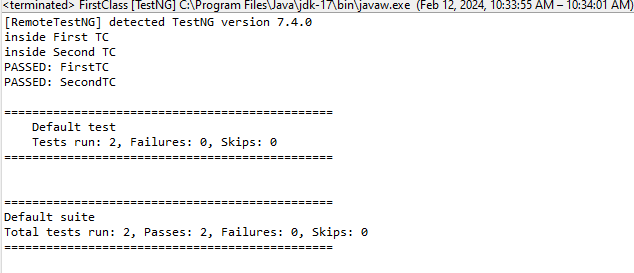 <terminated> FirstClass [TestNG] C:\Program Files\Java\jdk-17\bin\javaw.exe (Feb 12, 2024, 10:33:55 AM – 10:34:01 AM)
[RemoteTestNG] detected TestNG version 7.4.0
inside First TC
inside Second TC
PASSED: FirstTC
PASSED: SecondTC
===============================================
Default test
Tests run: 2, Failures: 0, Skips: 0
===============================================
===============================================
Default suite
Total tests run: 2, Passes: 2, Failures: 0, Skips: 0
===============================================